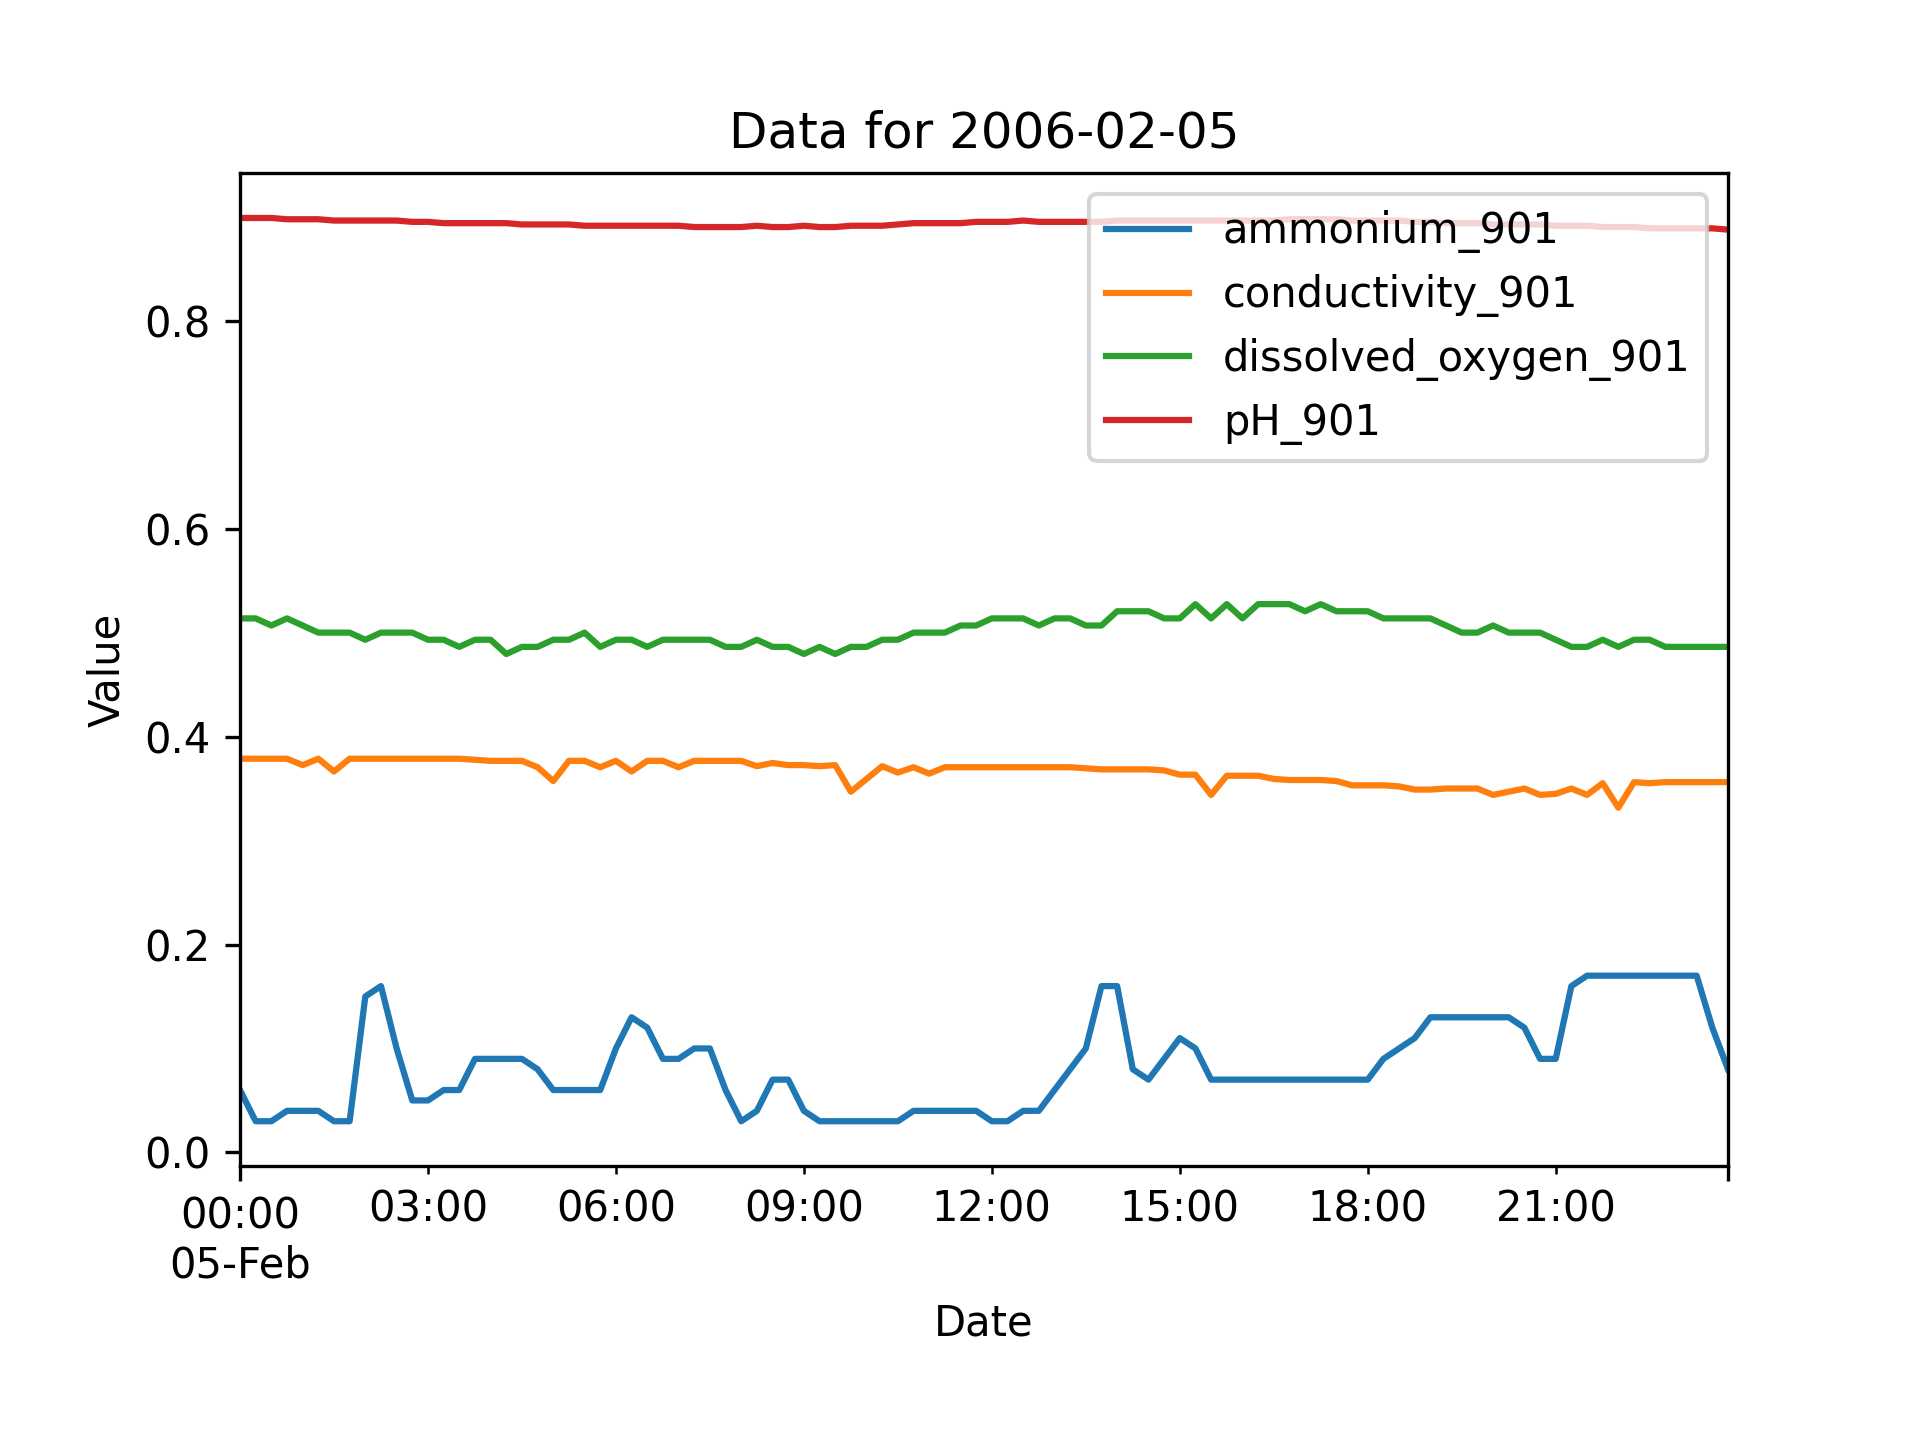 Data for 2006-02-05
ammonium_901
conductivity_901
dissolved_oxygen_901
pH_901
0.8
0.6
0.4
0.2
0.0
Value
00:00 03:00 06:00 09:00 12:00 15:00 18:00 21:00
05-Feb
Date